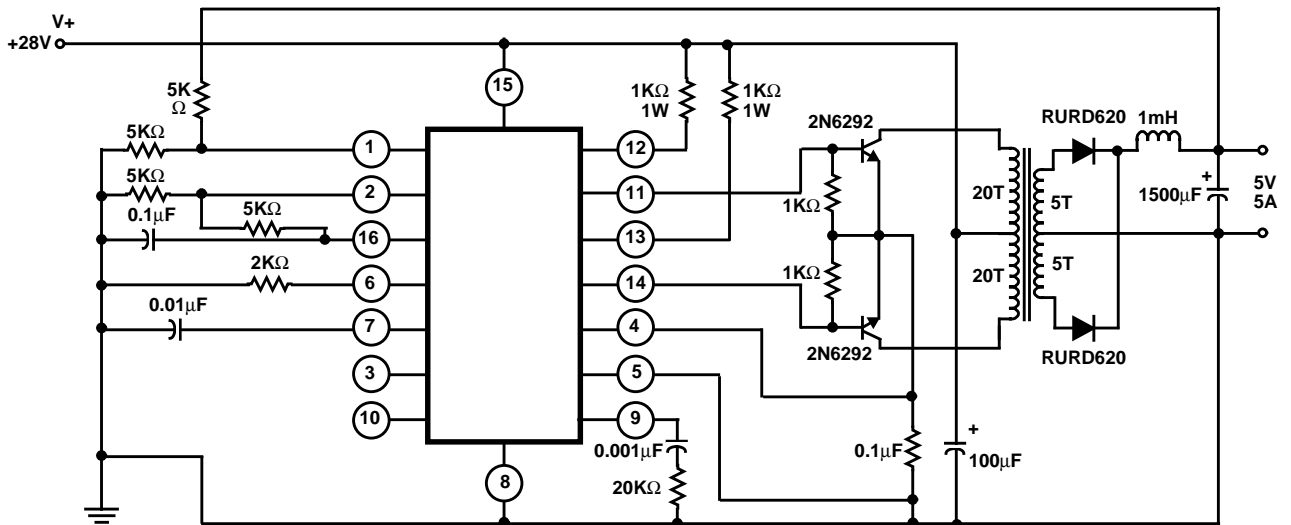 V+
+28V
5K
Ω
5KΩ
5KΩ
0.1µF
5KΩ
2KΩ
0.01µF
15
1
2
16
6
7
3
10
8
12
11
13
14
4
5
9
1KΩ
1W
1KΩ
1W
0.001µF
20KΩ
2N6292
1KΩ
1KΩ
2N6292
0.1µF
+
100µF
20T
20T
5T
5T
RURD620
RURD620
1mH
+
1500µF
5V
5A